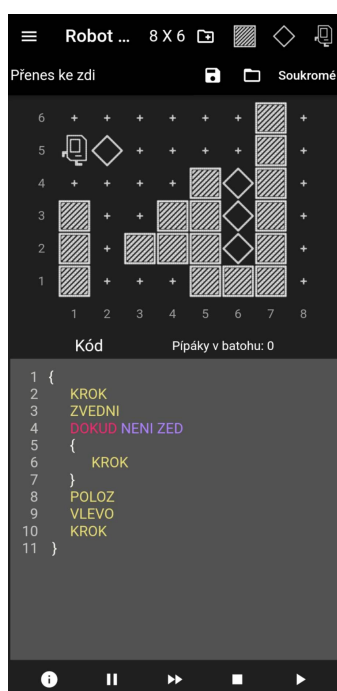 Robot ... 8 X 6
Přenes ke zdi Soukromé
6
5
4
3
2
1
1 2 3 4 5 6 7 8
Kód Pípáky v batohu: 0
1 {
2 KROK
3 ZVEDNI
4 DOKUD NENI ZED
5 {
6 KROK
7 }
8 POLOZ
9 VLEVO
10 KROK
11 }